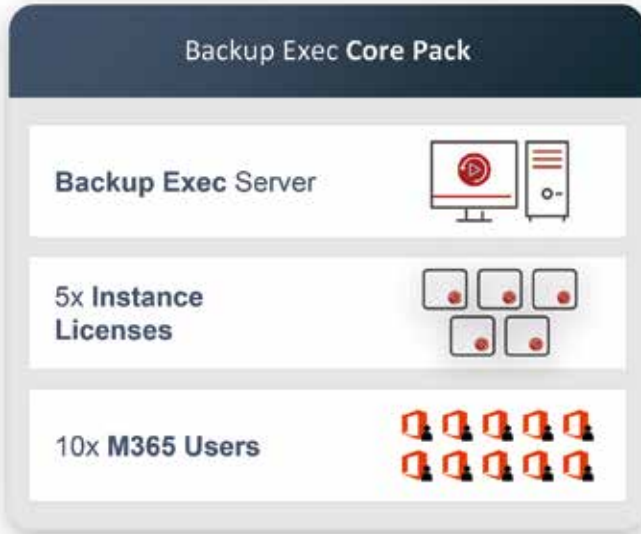 Backup Exec Core Pack
Backup Exec Server
5x Instance
Licenses
10x M365 Users